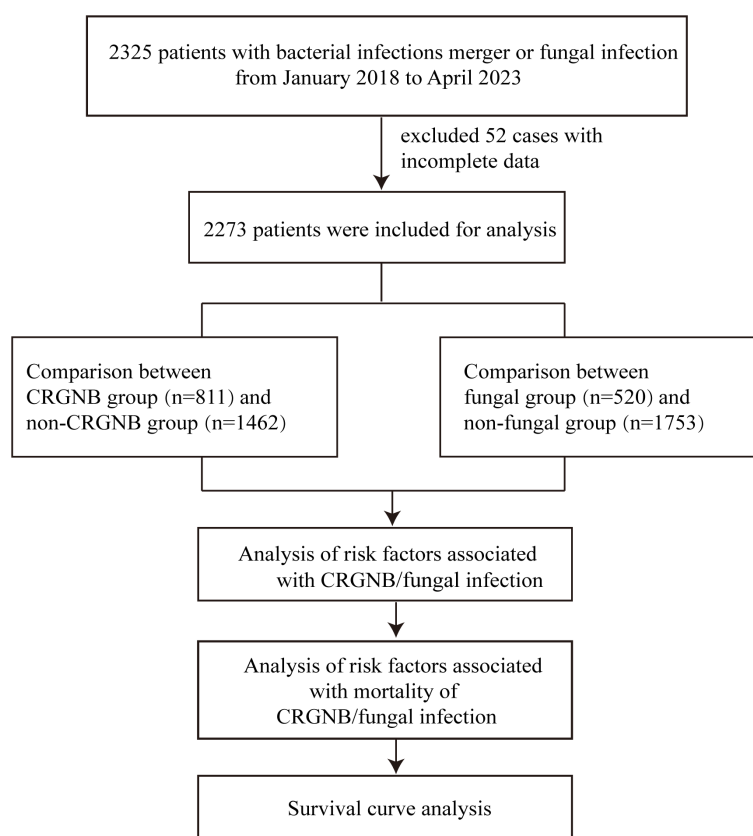 2325 patients with bacterial infections merger or fungal infection
from January 2018 to April 2023
excluded 52 cases with
incomplete data
2273 patients were included for analysis
Comparison between
CRGNB group (n=811) and
non-CRGNB group (n=1462)
Comparison between
fungal group (n=520) and
non-fungal group (n=1753)
Analysis of risk factors associated
with CRGNB/fungal infection
Analysis of risk factors associated
with mortality of
CRGNB/fungal infection
Survival curve analysis